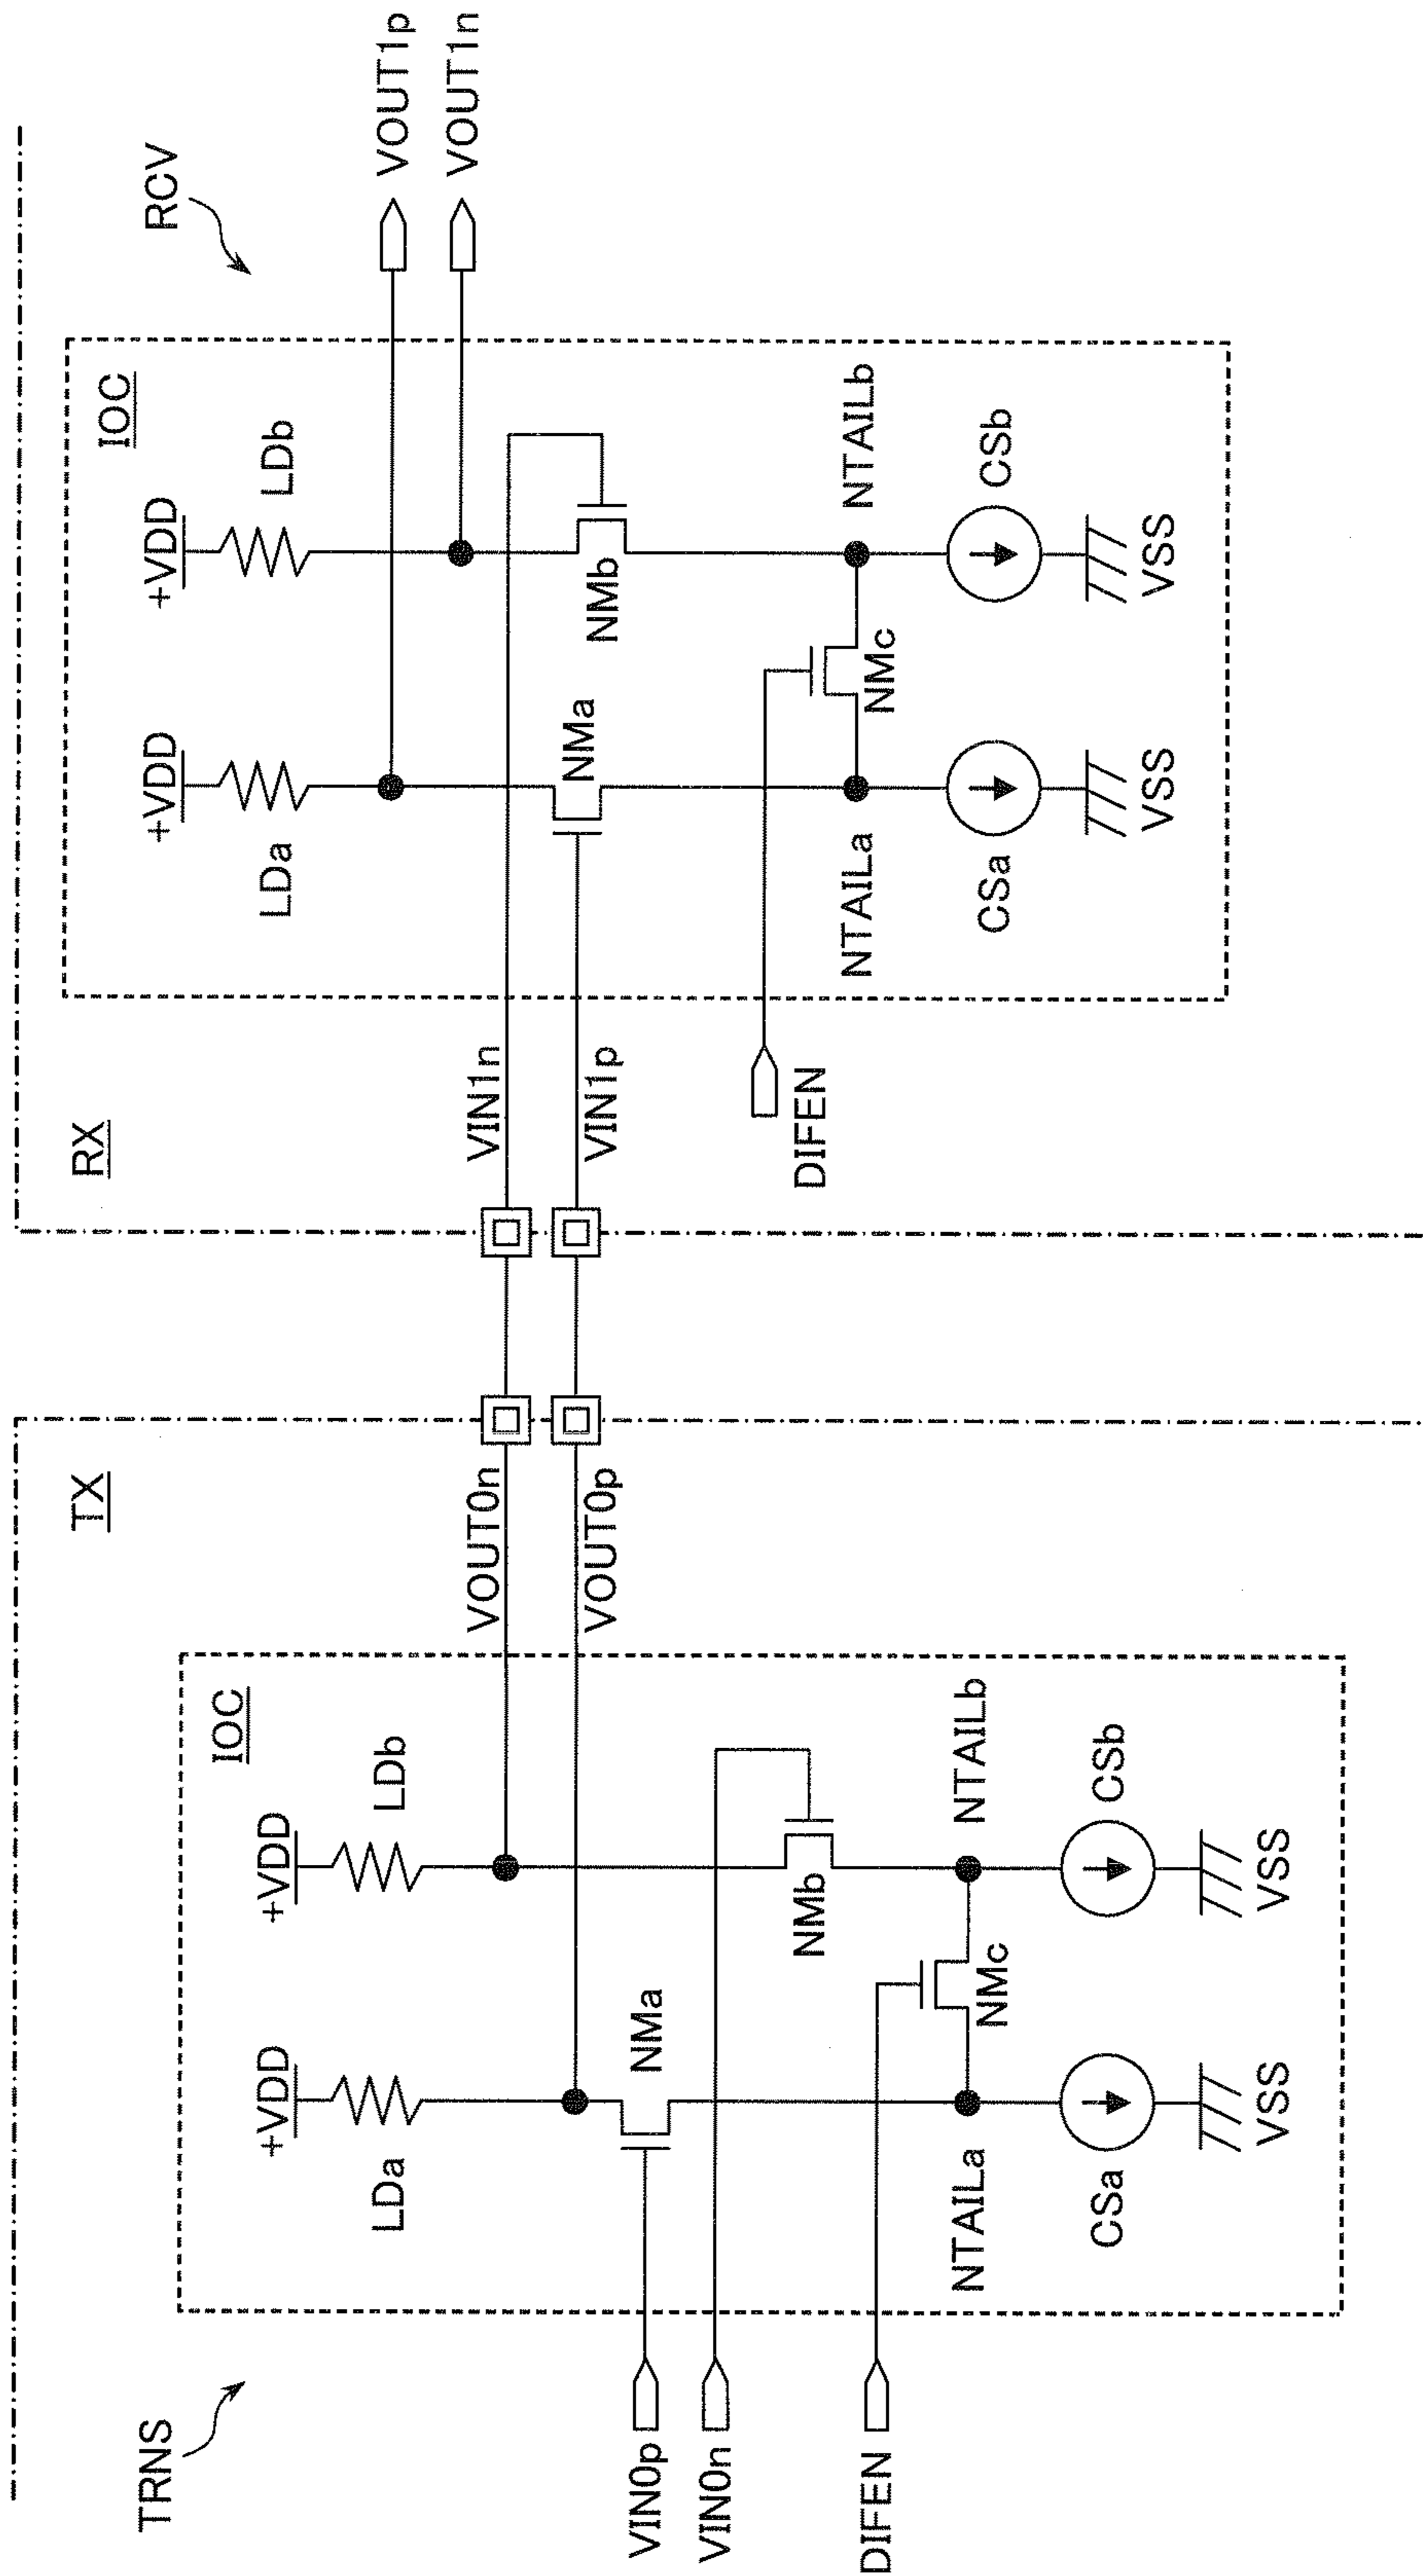 TRNS
TX
IOC
+VDD
+VDD
LDa
LDb
VOUT0n
VOUT0p
VIN0p
NMa
VIN0n
NMb
DIFEN
NMc
NTAILa
NTAILb
CSa
CSb
VSS
VSS
RX
RCV
IOC
+VDD
+VDD
LDa
LDb
VOUT1p
VOUT1n
VIN1n
VIN1p
NMa
NMb
DIFEN
NMc
NTAILa
NTAILb
CSa
CSb
VSS
VSS